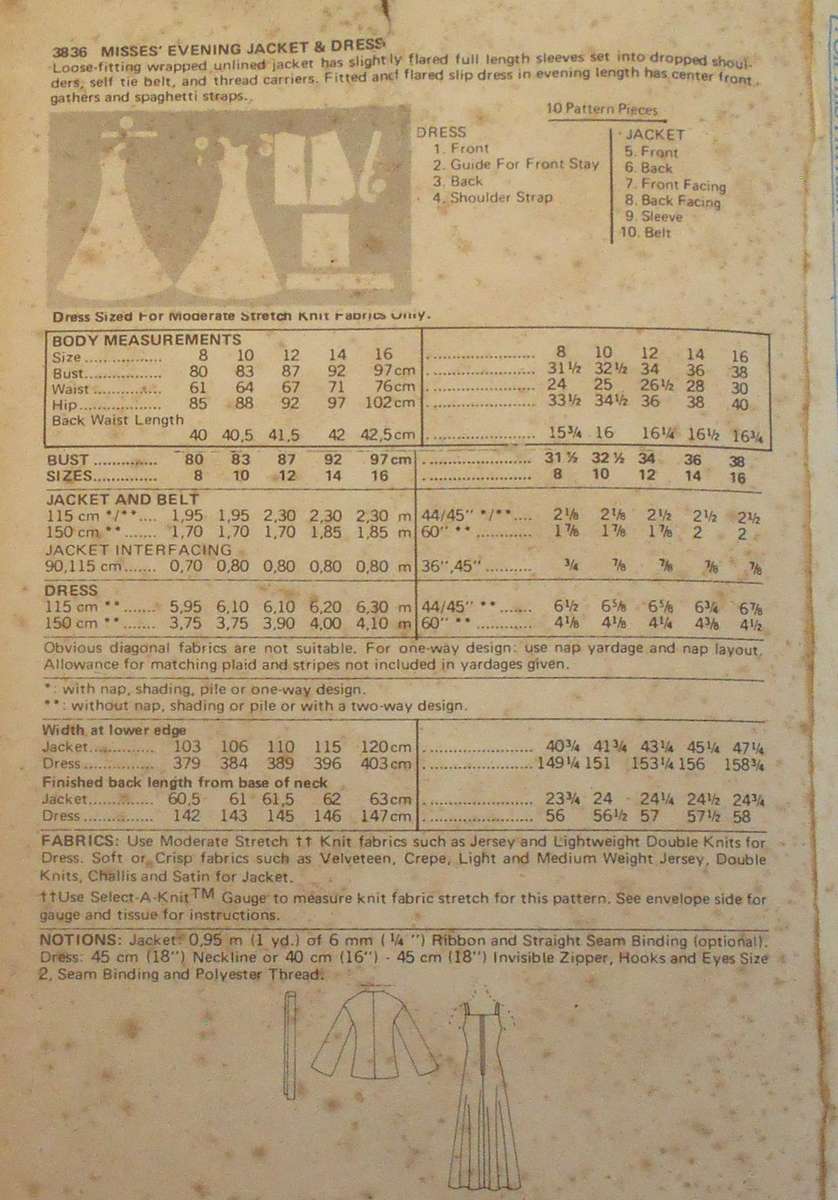 3836 MISSES' EVENING JACKET & DRESS
Loose-fitting wrapped unlined jacket has slightly flared full length sleeves set into dropped shoul-
ders, self tie belt, and thread carriers. Fitted and flared slip dress in evening length has center front
gathers and spaghetti straps.
10 Pattern Pieces
DRESS
1. Front
2. Guide For Front Stay
3. Back
4. Shoulder Strap
JACKET
5. Front
6. Back
7. Front Facing
8. Back Facing
9. Sleeve
10. Belt
Dress Sized For Moderate Stretch Knit Fabrics Only.
BODY MEASUREMENTS
Size 8 10 12 14 16 8 10 12 14 16
Bust 80 83 87 92 97cm 31½ 32½ 34 36 38
Waist 61 64 67 71 76cm 24 25 26½ 28 30
Hip 85 88 92 97 102cm 33½ 34½ 36 38 40
Back Waist Length
40 40,5 41,5 42 42,5cm 15¾ 16 16¼ 16½ 16¾
BUST 80 83 87 92 97cm 31½ 32½ 34 36 38
SIZES 8 10 12 14 16 8 10 12 14 16
JACKET AND BELT
115 cm */** 1,95 1,95 2,30 2,30 2,30 m 44/45" */** 2⅛ 2⅛ 2½ 2½ 2½
150 cm ** 1,70 1,70 1,70 1,85 1,85 m 60" ** 1⅞ 1⅞ 1⅞ 2 2
JACKET INTERFACING
90,115 cm 0,70 0,80 0,80 0,80 0,80 m 36",45" ¾ ⅞ ⅞ ⅞ ⅞
DRESS
115 cm ** 5,95 6,10 6,10 6,20 6,30 m 44/45" ** 6½ 6⅝ 6⅝ 6¾ 6⅞
150 cm ** 3,75 3,75 3,90 4,00 4,10 m 60" ** 4⅛ 4⅛ 4¼ 4⅜ 4½
Obvious diagonal fabrics are not suitable. For one-way design: use nap yardage and nap layout.
Allowance for matching plaid and stripes not included in yardages given.
*: with nap, shading, pile or one-way design.
**: without nap, shading or pile or with a two-way design.
Width at lower edge
Jacket 103 106 110 115 120cm 40¾ 41¾ 43¼ 45¼ 47¼
Dress 379 384 389 396 403cm 149¼ 151 153¼ 156 158¾
Finished back length from base of neck
Jacket 60,5 61 61,5 62 63cm 23¾ 24 24¼ 24½ 24¾
Dress 142 143 145 146 147cm 56 56½ 57 57½ 58
FABRICS: Use Moderate Stretch †† Knit fabrics such as Jersey and Lightweight Double Knits for
Dress. Soft or Crisp fabrics such as Velveteen, Crepe, Light and Medium Weight Jersey, Double
Knits, Challis and Satin for Jacket.
††Use Select-A-Knit™ Gauge to measure knit fabric stretch for this pattern. See envelope side for
gauge and tissue for instructions.
NOTIONS: Jacket: 0,95 m (1 yd.) of 6 mm (¼") Ribbon and Straight Seam Binding (optional).
Dress: 45 cm (18") Neckline or 40 cm (16") - 45 cm (18") Invisible Zipper, Hooks and Eyes Size
2, Seam Binding and Polyester Thread.